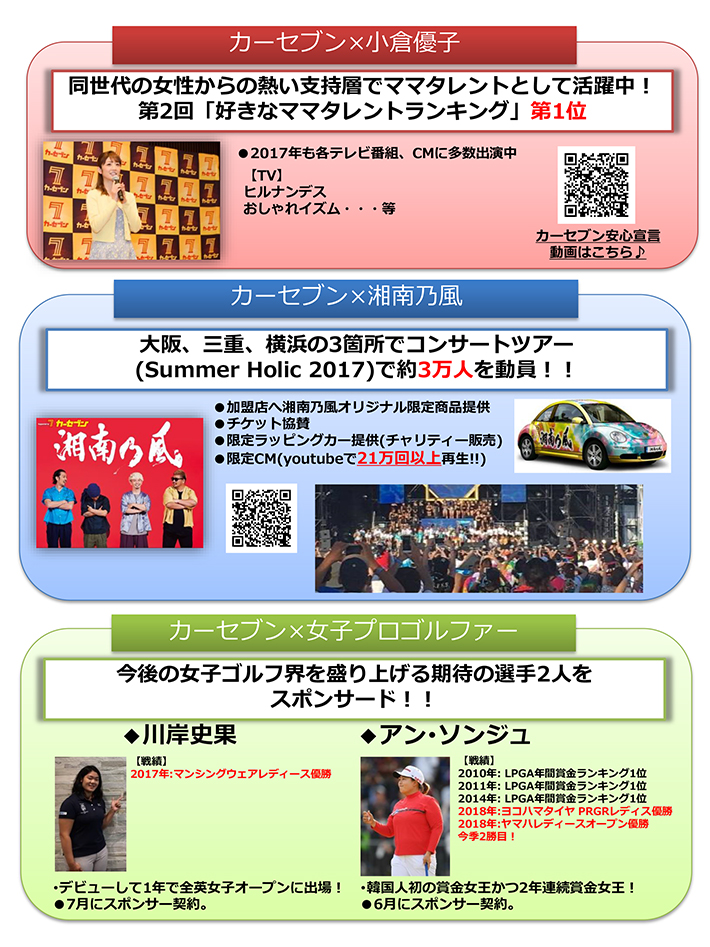 カーセブン×小倉優子
同世代の女性からの熱い支持層でママタレントとして活躍中！
第2回「好きなママタレントランキング」第1位
●2017年も各テレビ番組、CMに多数出演中
【TV】
ヒルナンデス
おしゃれイズム・・・等
カーセブン安心宣言
動画はこちら♪
カーセブン×湘南乃風
大阪、三重、横浜の3箇所でコンサートツアー
(Summer Holic 2017)で約3万人を動員！！
カーセブン
湘南乃風
●加盟店へ湘南乃風オリジナル限定商品提供
●チケット協賛
●限定ラッピングカー提供(チャリティー販売)
●限定CM(youtubeで21万回以上再生!!)
カーセブン×女子プロゴルファー
今後の女子ゴルフ界を盛り上げる期待の選手2人を
スポンサード！！
◆川岸史果
【戦績】
2017年:マンシングウェアレディース優勝
・デビューして1年で全英女子オープンに出場！
●7月にスポンサー契約。
◆アン・ソンジュ
【戦績】
2010年: LPGA年間賞金ランキング1位
2011年: LPGA年間賞金ランキング1位
2014年: LPGA年間賞金ランキング1位
2018年:ヨコハマタイヤ PRGRレディス優勝
2018年:ヤマハレディースオープン優勝
今季2勝目！
・韓国人初の賞金女王かつ2年連続賞金女王！
●6月にスポンサー契約。